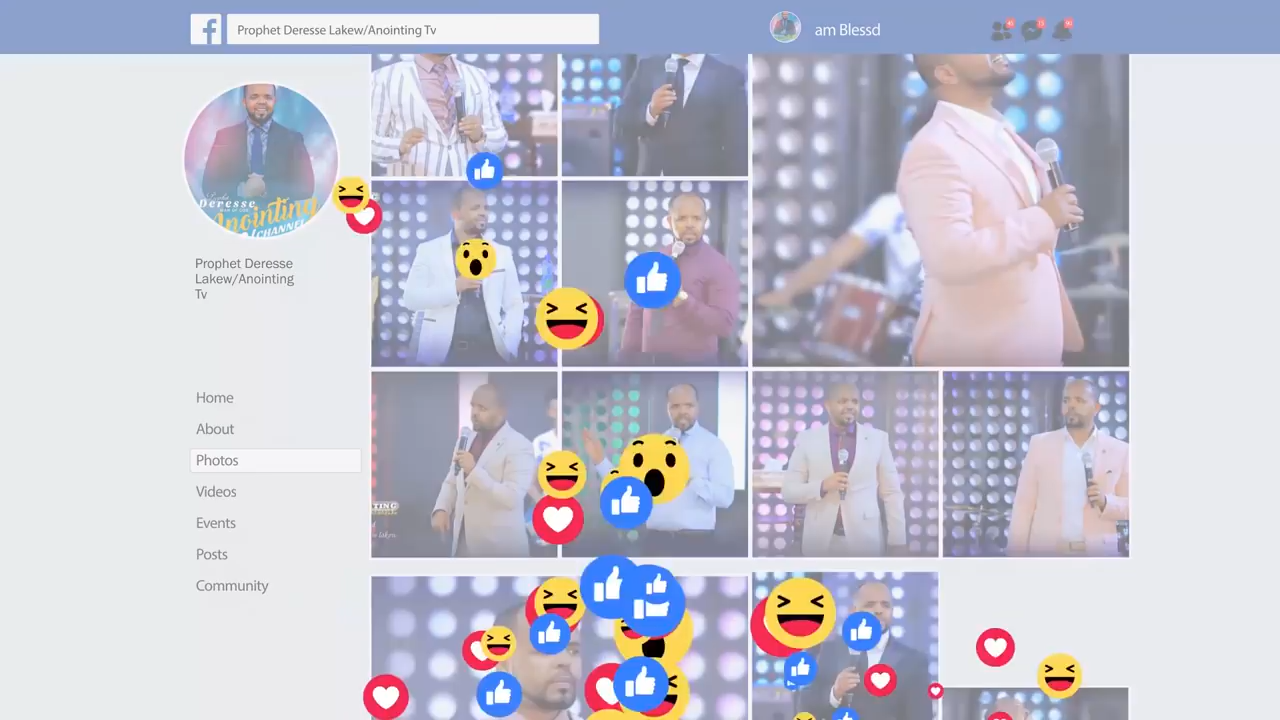 f
Prophet Deresse Lakew/Anointing Tv
am Blessd
Deresse
Anointing
CHANNEL
Prophet Deresse
Lakew/Anointing
Tv
Home
About
Photos
Videos
Events
Posts
Community